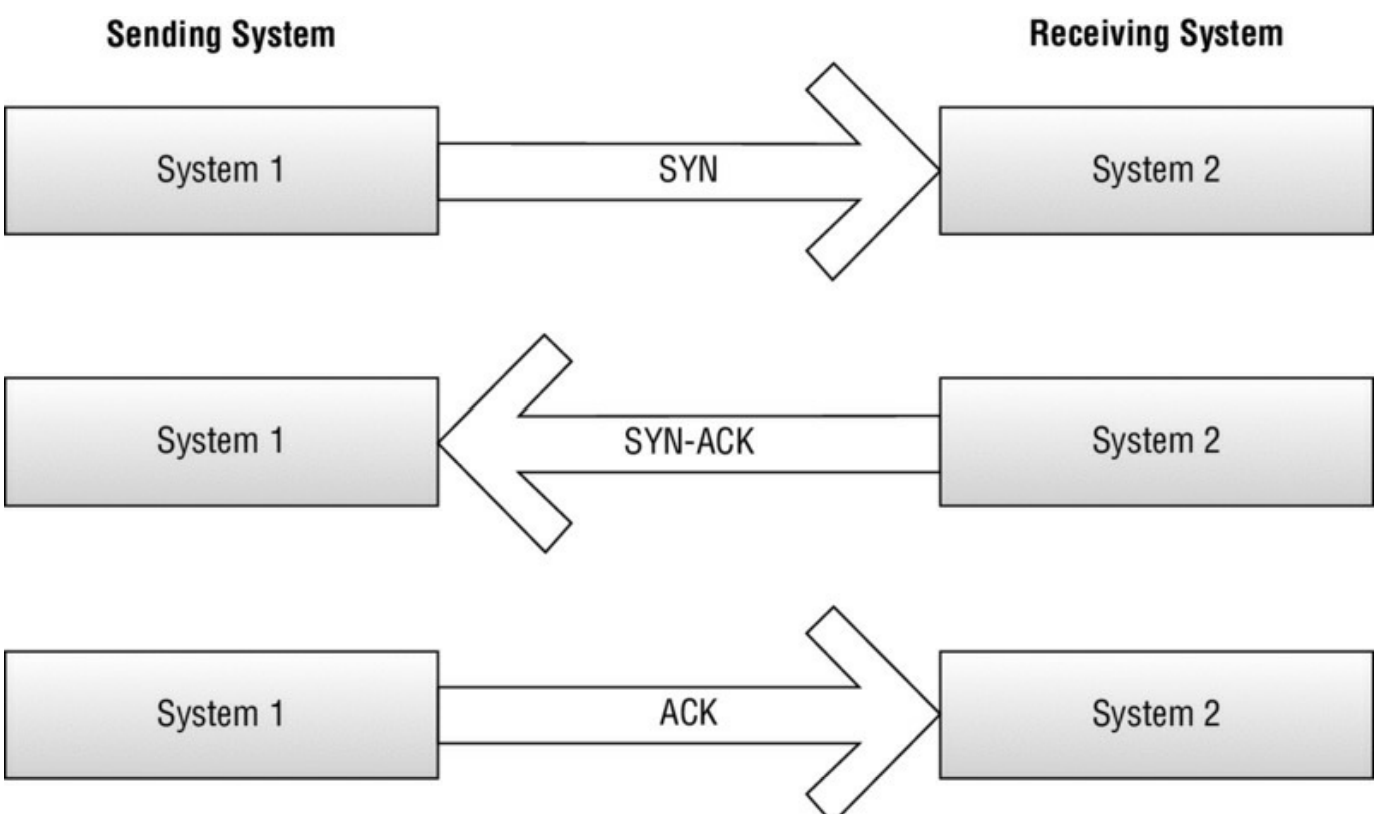 Sending System
Receiving System
System 1
SYN
System 2
System 1
SYN-ACK
System 2
System 1
ACK
System 2